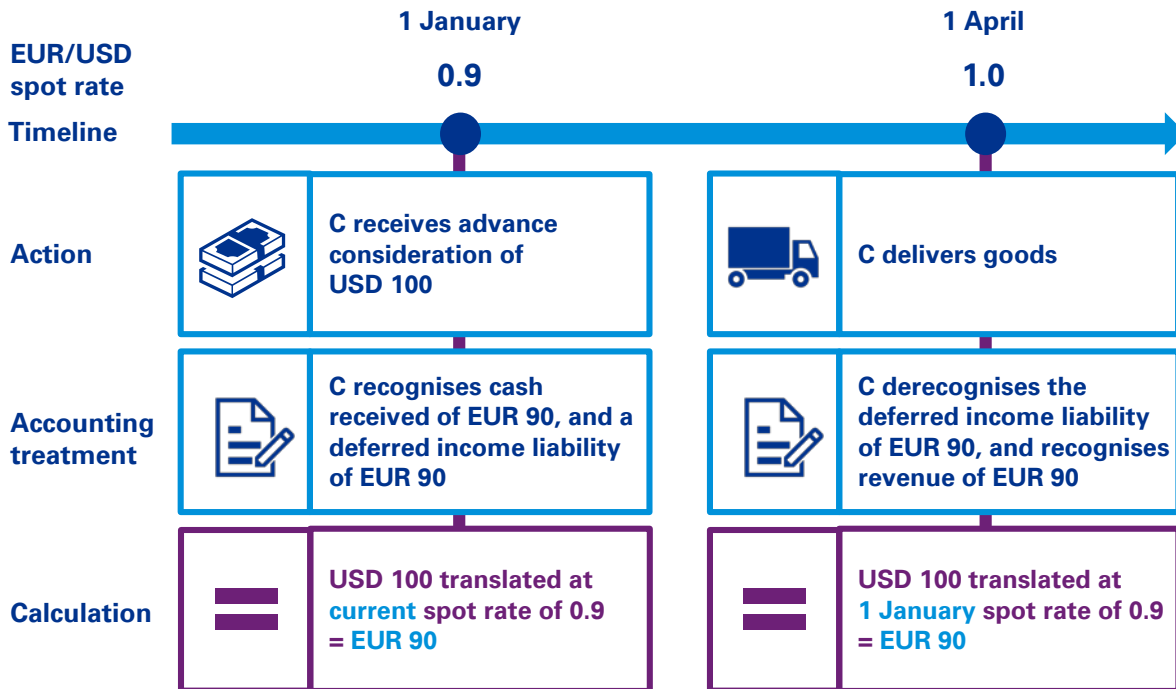 1 January
1 April
EUR/USD
spot rate
0.9
1.0
Timeline
Action
C receives advance
consideration of
USD 100
C delivers goods
Accounting
treatment
C recognises cash
received of EUR 90, and a
deferred income liability
of EUR 90
C derecognises the
deferred income liability
of EUR 90, and recognises
revenue of EUR 90
Calculation
USD 100 translated at
current spot rate of 0.9
= EUR 90
USD 100 translated at
1 January spot rate of 0.9
= EUR 90